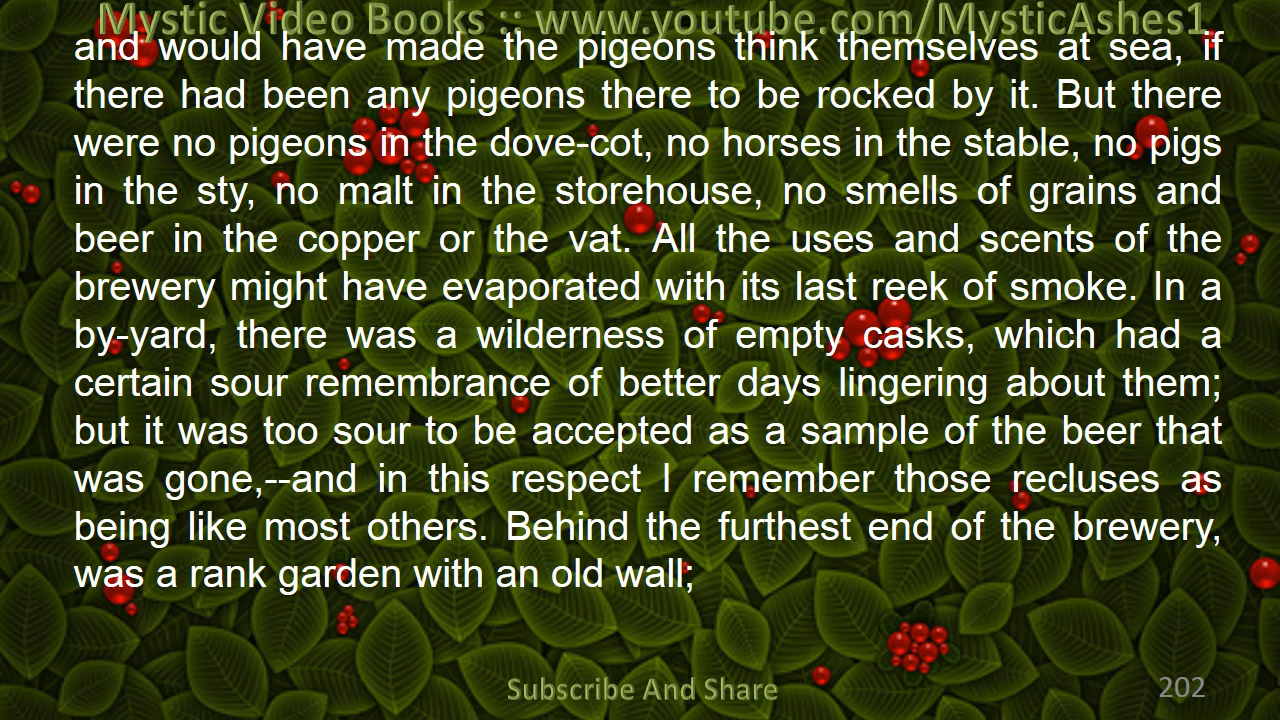 Mystic Video Books :: www.youtube.com/MysticAshes1
and would have made the pigeons think themselves at sea, if
there had been any pigeons there to be rocked by it. But there
were no pigeons in the dove-cot, no horses in the stable, no pigs
in the sty, no malt in the storehouse, no smells of grains and
beer in the copper or the vat. All the uses and scents of the
brewery might have evaporated with its last reek of smoke. In a
by-yard, there was a wilderness of empty casks, which had a
certain sour remembrance of better days lingering about them;
but it was too sour to be accepted as a sample of the beer that
was gone,--and in this respect I remember those recluses as
being like most others. Behind the furthest end of the brewery,
was a rank garden with an old wall;
Subscribe And Share
202